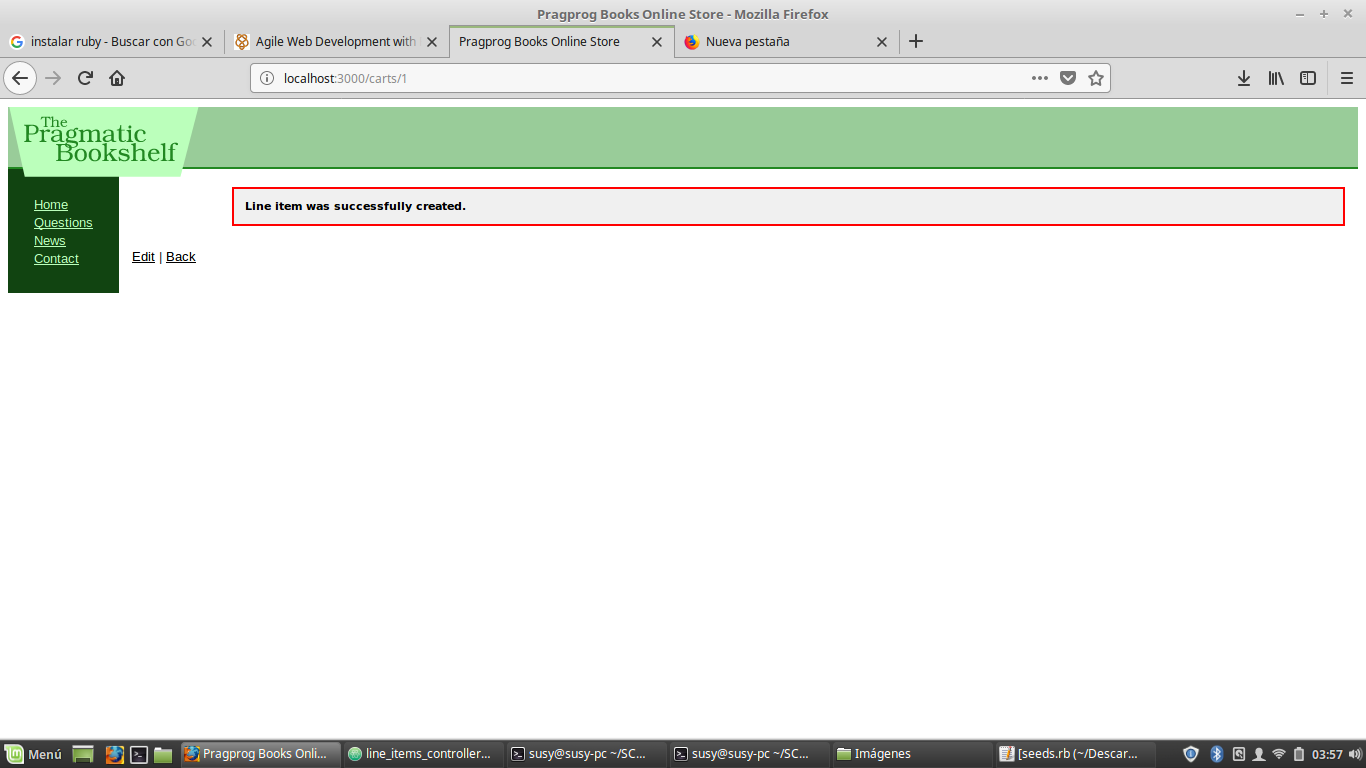 Pragprog Books Online Store - Mozilla Firefox
instalar ruby - Buscar con Goo
Agile Web Development with
Pragprog Books Online Store
Nueva pestaña
localhost:3000/carts/1
The
Pragmatic
Bookshelf
Line item was successfully created.
Home
Questions
News
Contact
Edit | Back
Menú
Pragprog Books Onli...
line_items_controller...
susy@susy-pc ~/SC...
susy@susy-pc ~/SC...
Imágenes
[seeds.rb (~/Descar...
03:57